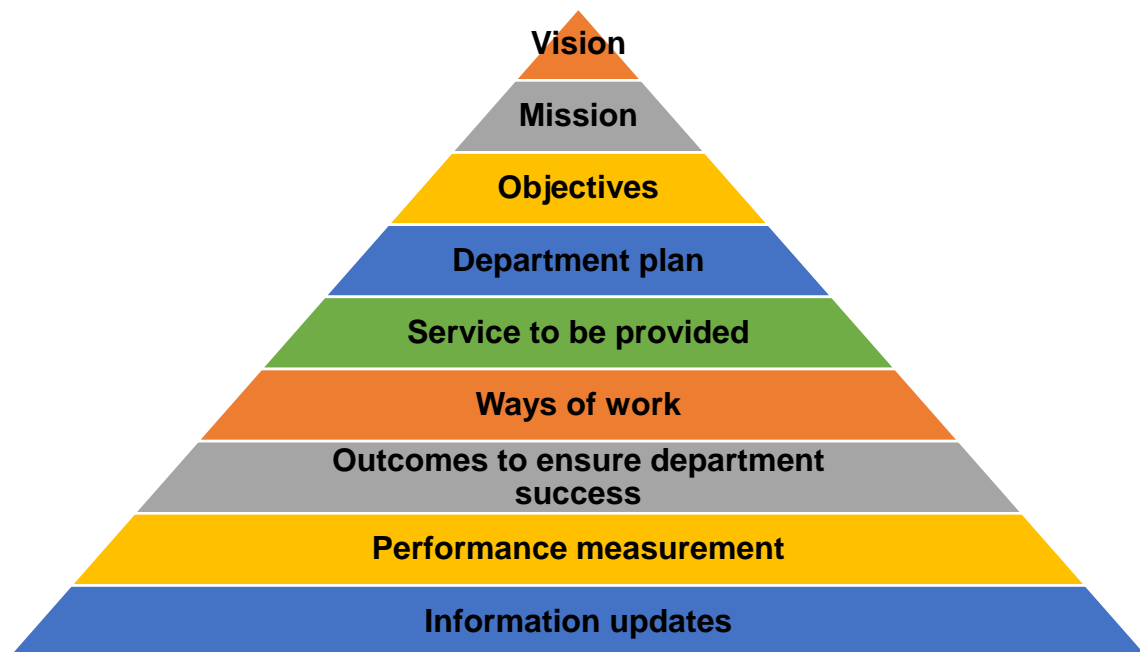 Vision
Mission
Objectives
Department plan
Service to be provided
Ways of work
Outcomes to ensure department
success
Performance measurement
Information updates